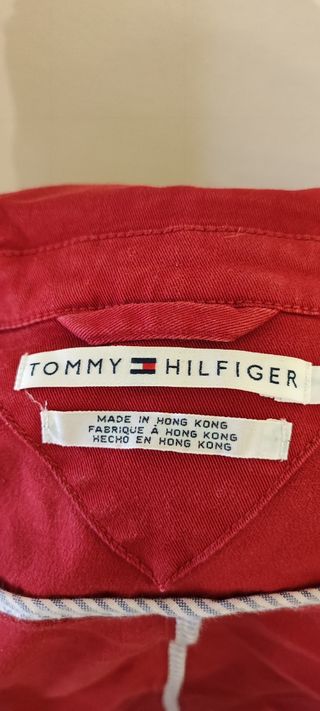 TOMMY HILFIGER
MADE IN HONG KONG
FABRIQUE À HONG KONG
HECHO EN HONG KONG